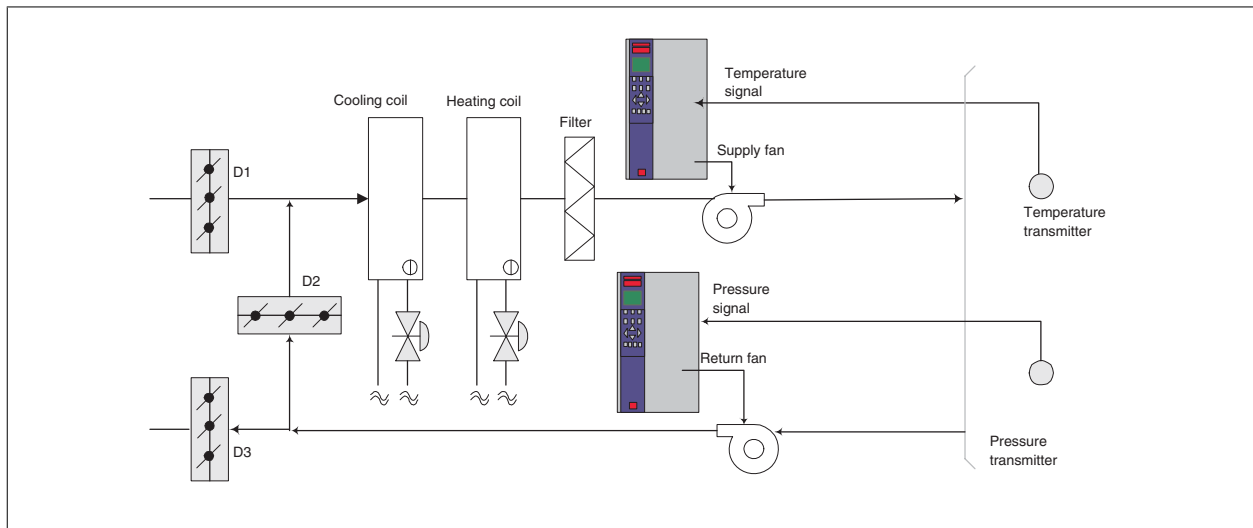 Cooling coil
Heating coil
Filter
Temperature
signal
Supply fan
D1
Temperature
transmitter
D2
Pressure
signal
Return fan
D3
Pressure
transmitter